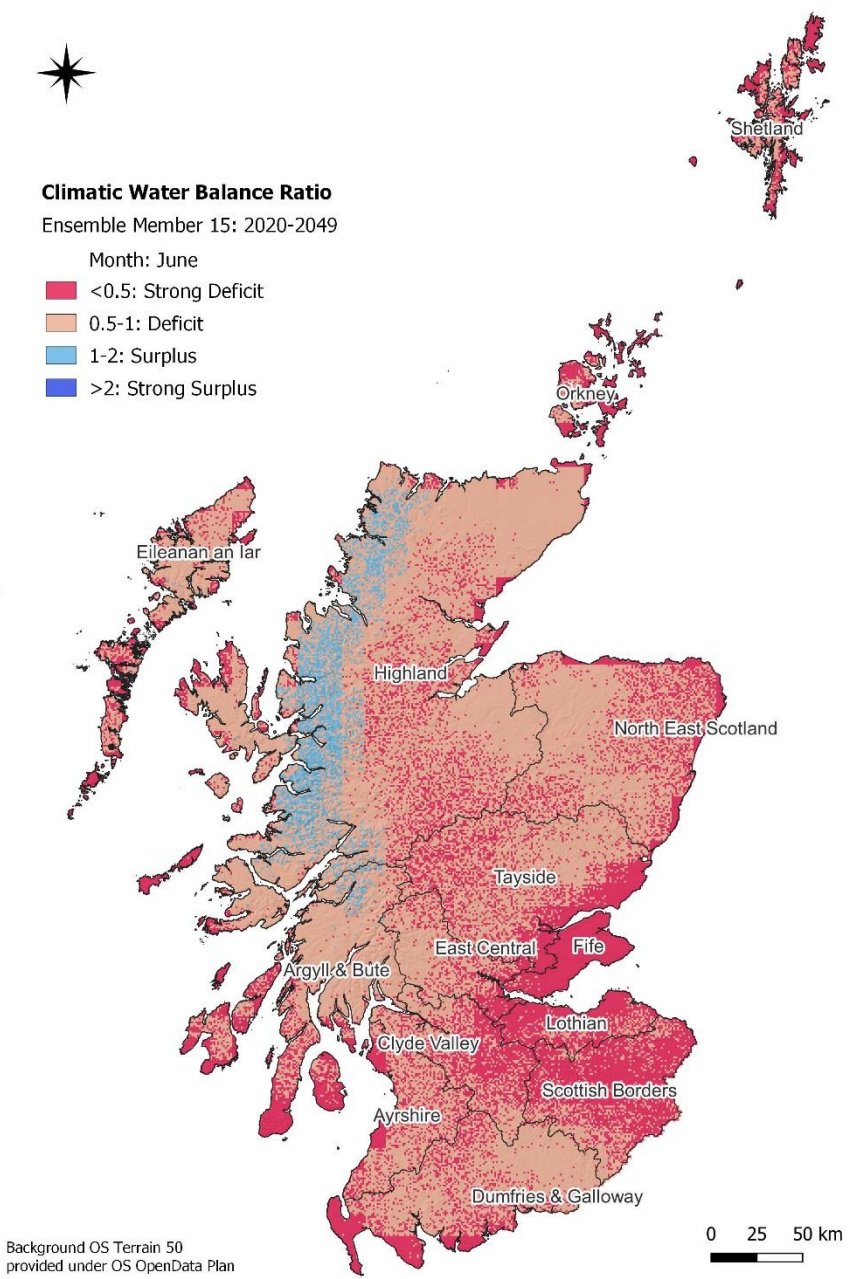 Shetland
Climatic Water Balance Ratio
Ensemble Member 15: 2020-2049
Month: June
<0.5: Strong Deficit
0.5-1: Deficit
1-2: Surplus
>2: Strong Surplus
Orkney
Eileanan an Iar
Highland
North East Scotland
Tayside
East Central
Fife
Argyll & Bute
Lothian
Clyde Valley
Scottish Borders
Ayrshire
Dumfries & Galloway
0 25 50 km
Background OS Terrain 50
provided under OS OpenData Plan